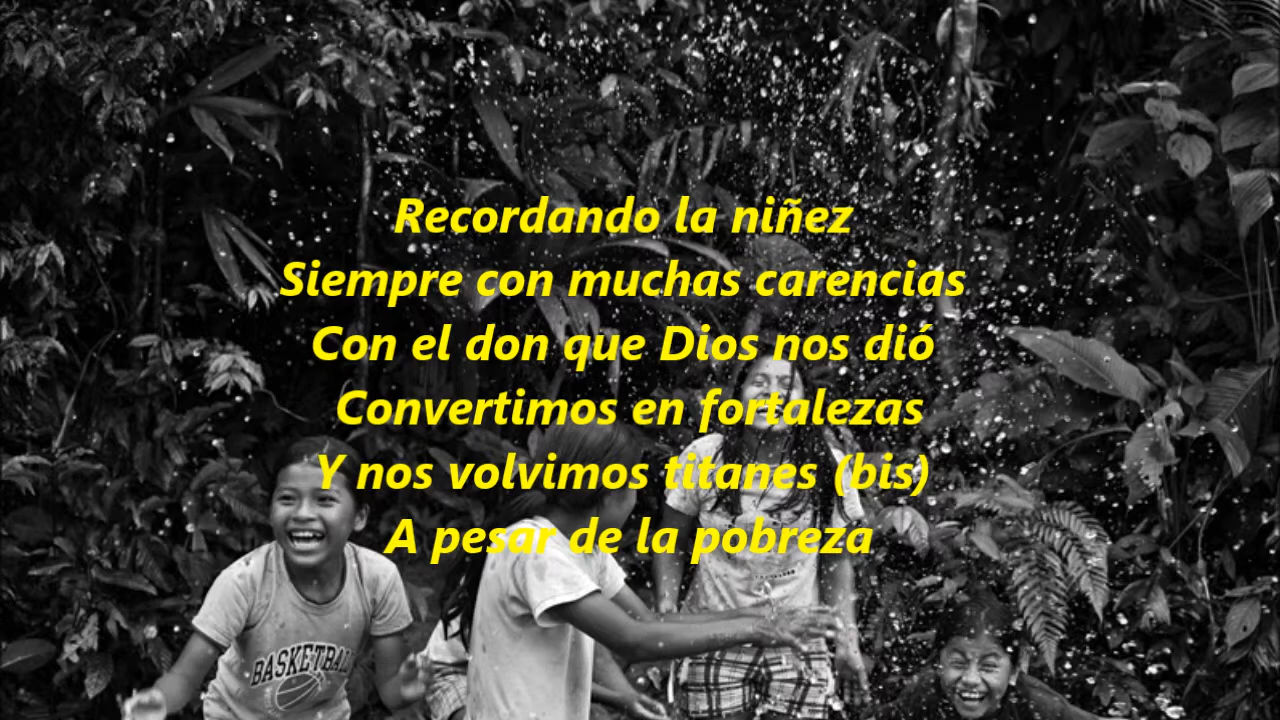 Recordando la niñez
Siempre con muchas carencias
Con el don que Dios nos dió
Convertimos en fortalezas
Y nos volvimos titanes (bis)
A pesar de la pobreza
BASKETBALL